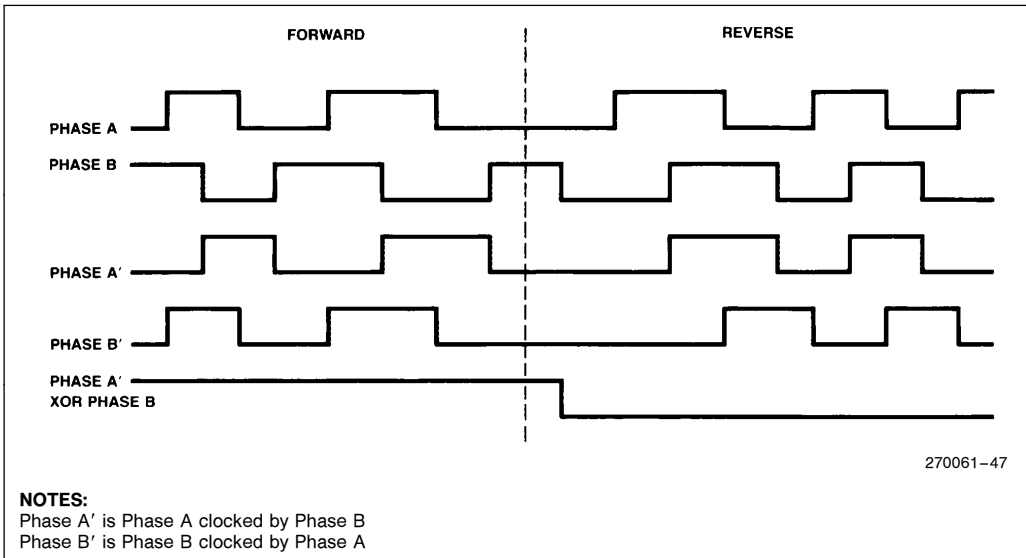 FORWARD
REVERSE
PHASE A
PHASE B
PHASE A′
PHASE B′
PHASE A′
XOR PHASE B
270061–47
NOTES:
Phase A′ is Phase A clocked by Phase B
Phase B′ is Phase B clocked by Phase A